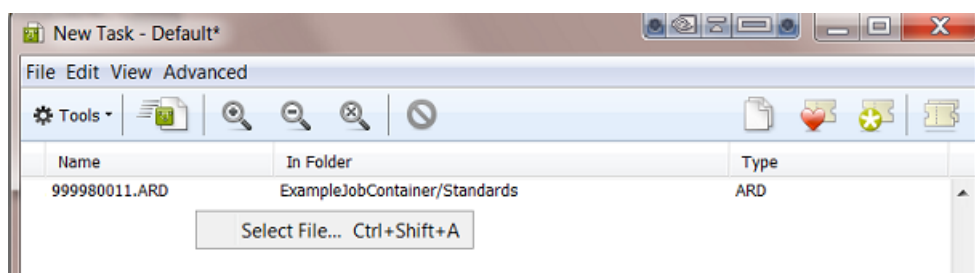 New Task - Default*
File Edit View Advanced
Tools
Name In Folder Type
999980011.ARD ExampleJobContainer/Standards ARD
Select File... Ctrl+Shift+A